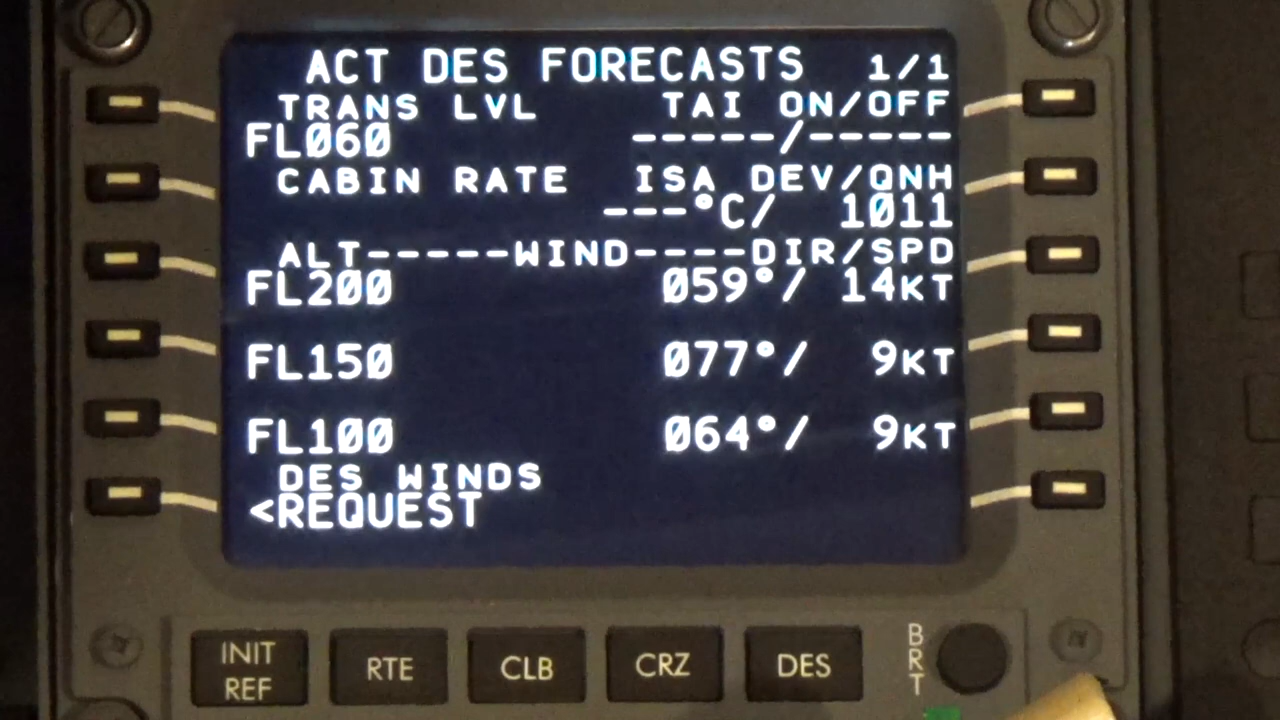 ACT DES FORECASTS 1/1
TRANS LVL TAI ON/OFF
FL060 -----/-----
CABIN RATE ISA DEV/QNH
---°C/ 1011
ALT-----WIND----DIR/SPD
FL200 059°/ 14KT
FL150 077°/ 9KT
FL100 064°/ 9KT
DES WINDS
<REQUEST
INIT REF RTE CLB CRZ DES BRT